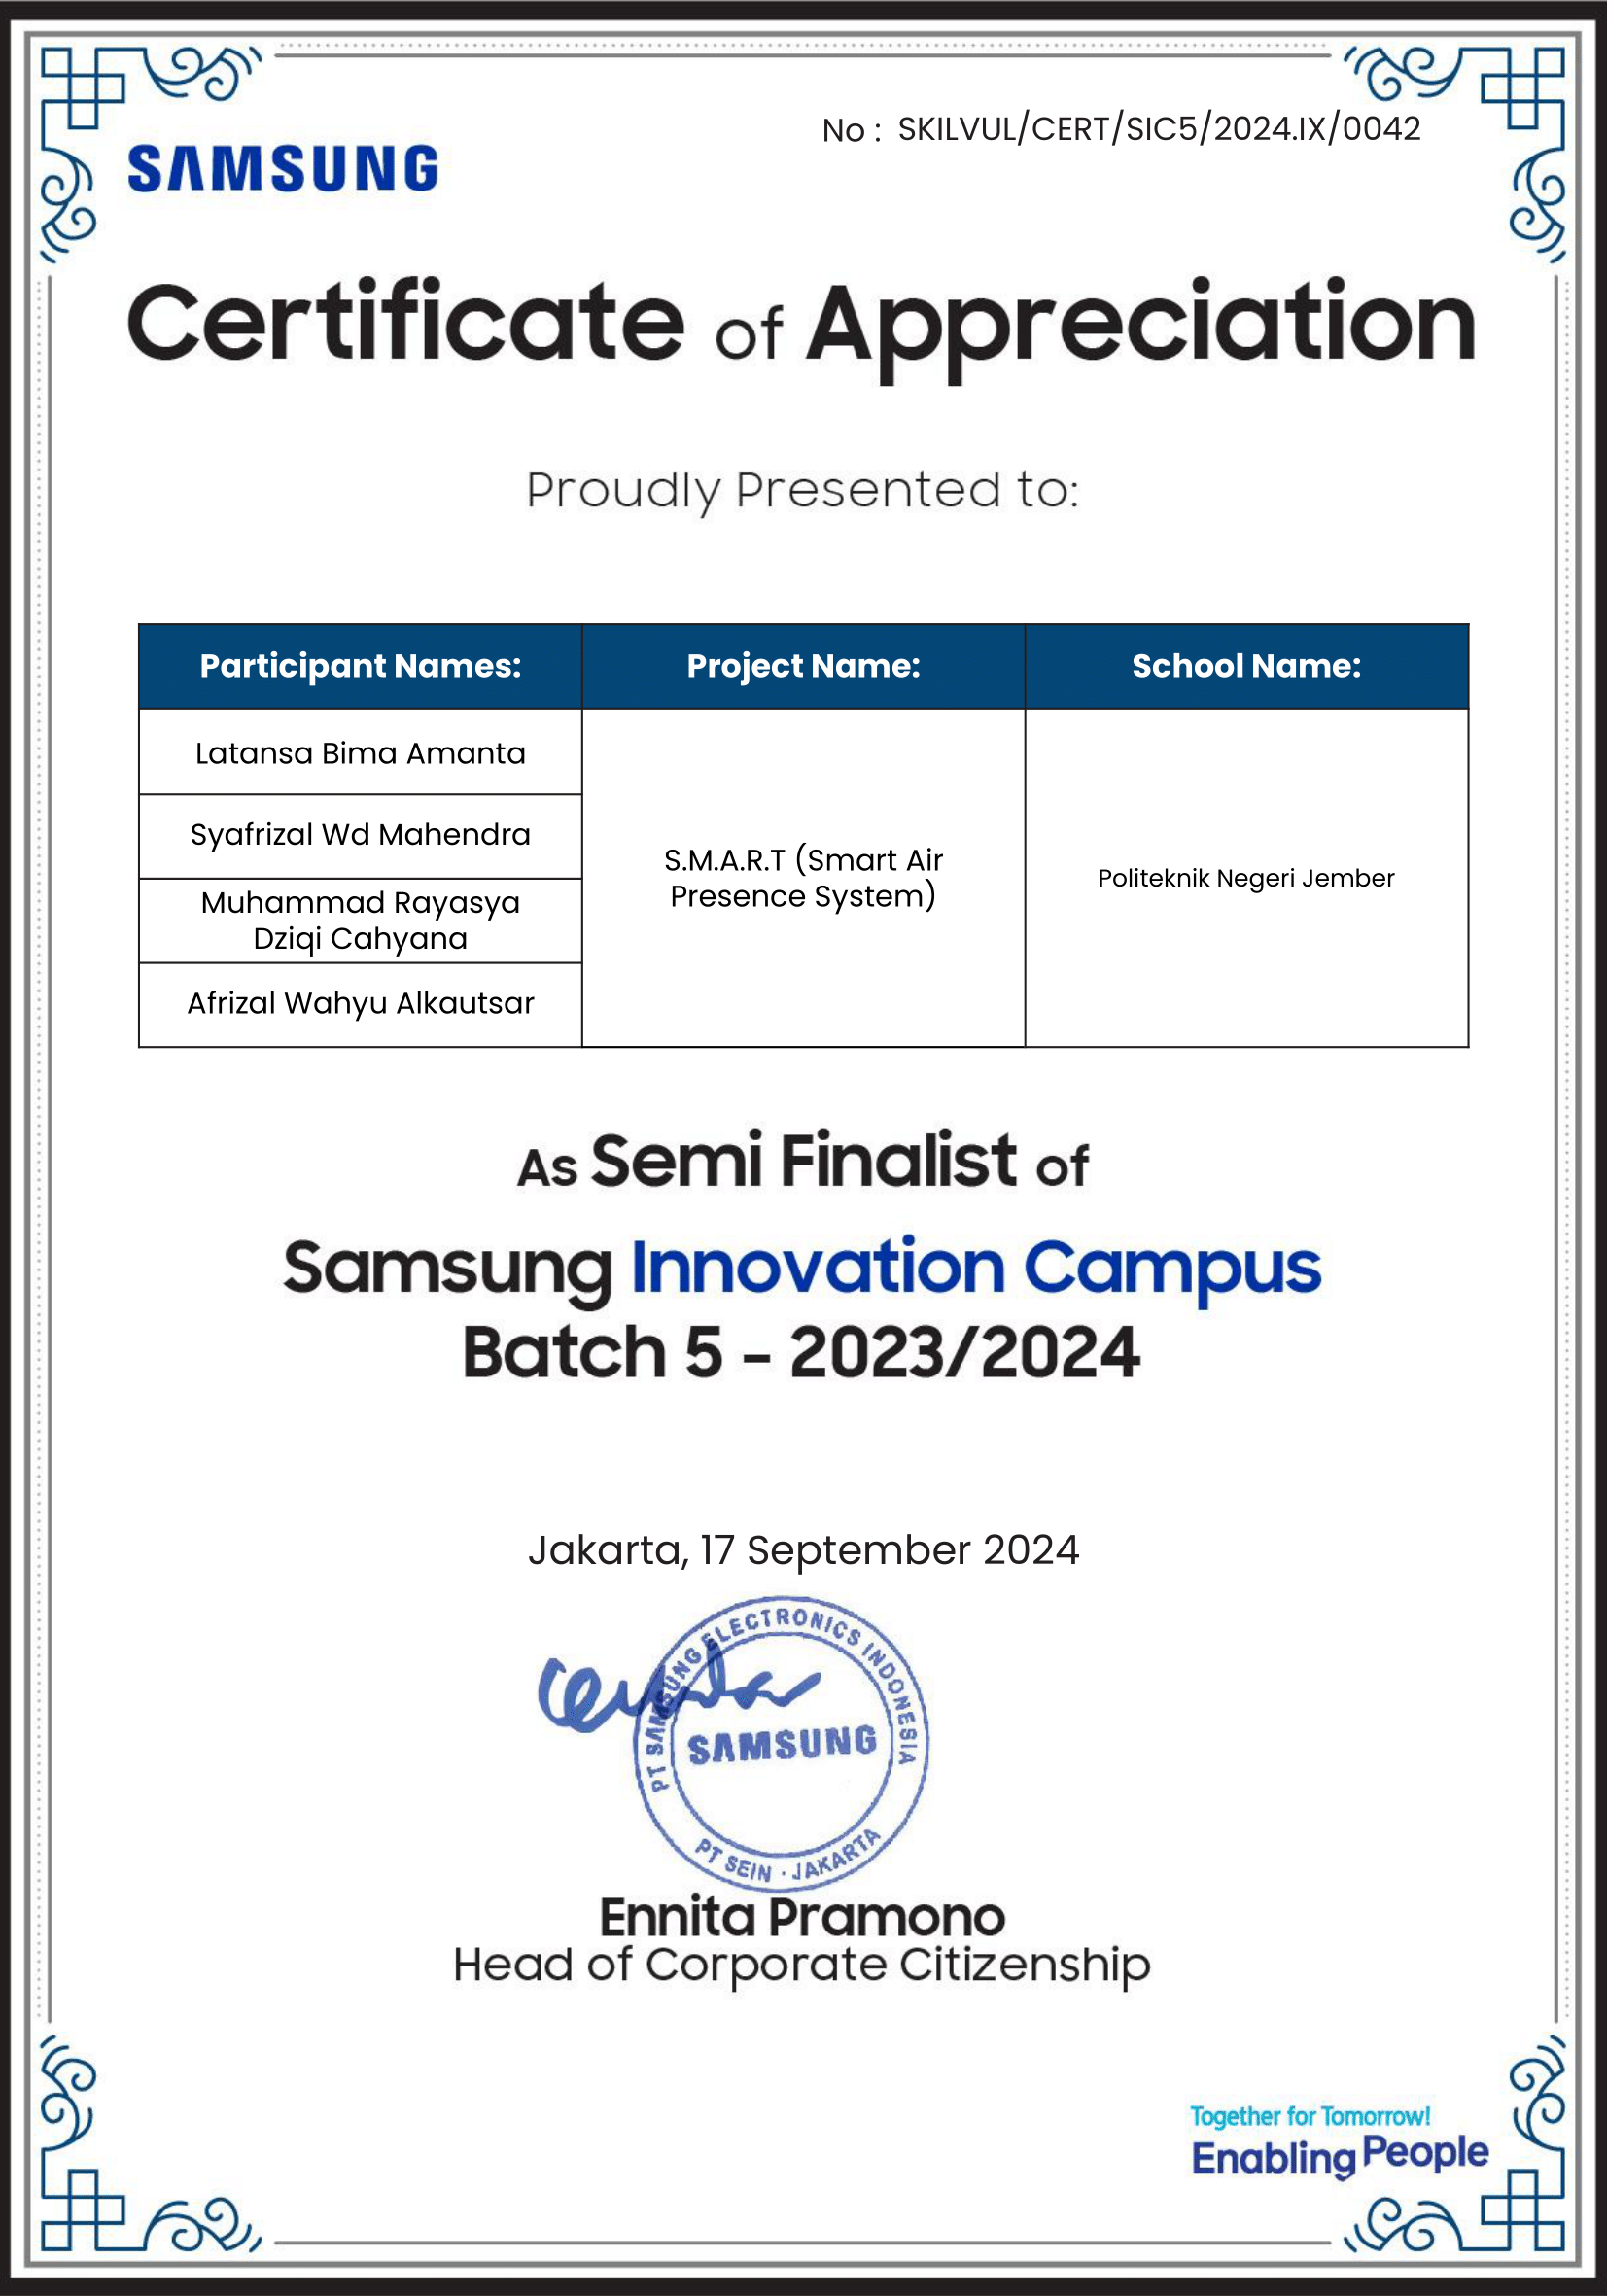 SAMSUNG
No : SKILVUL/CERT/SIC5/2024.IX/0042
Certificate of Appreciation
Proudly Presented to:
Participant Names:
Project Name:
School Name:
Latansa Bima Amanta
Syafrizal Wd Mahendra
Muhammad Rayasya
Dziqi Cahyana
Afrizal Wahyu Alkautsar
S.M.A.R.T (Smart Air
Presence System)
Politeknik Negeri Jember
As Semi Finalist of
Samsung Innovation Campus
Batch 5 - 2023/2024
Jakarta, 17 September 2024
PT SAMSUNG ELECTRONICS INDONESIA
SAMSUNG
PT SEIN · JAKARTA
Ennita Pramono
Head of Corporate Citizenship
Together for Tomorrow!
Enabling People